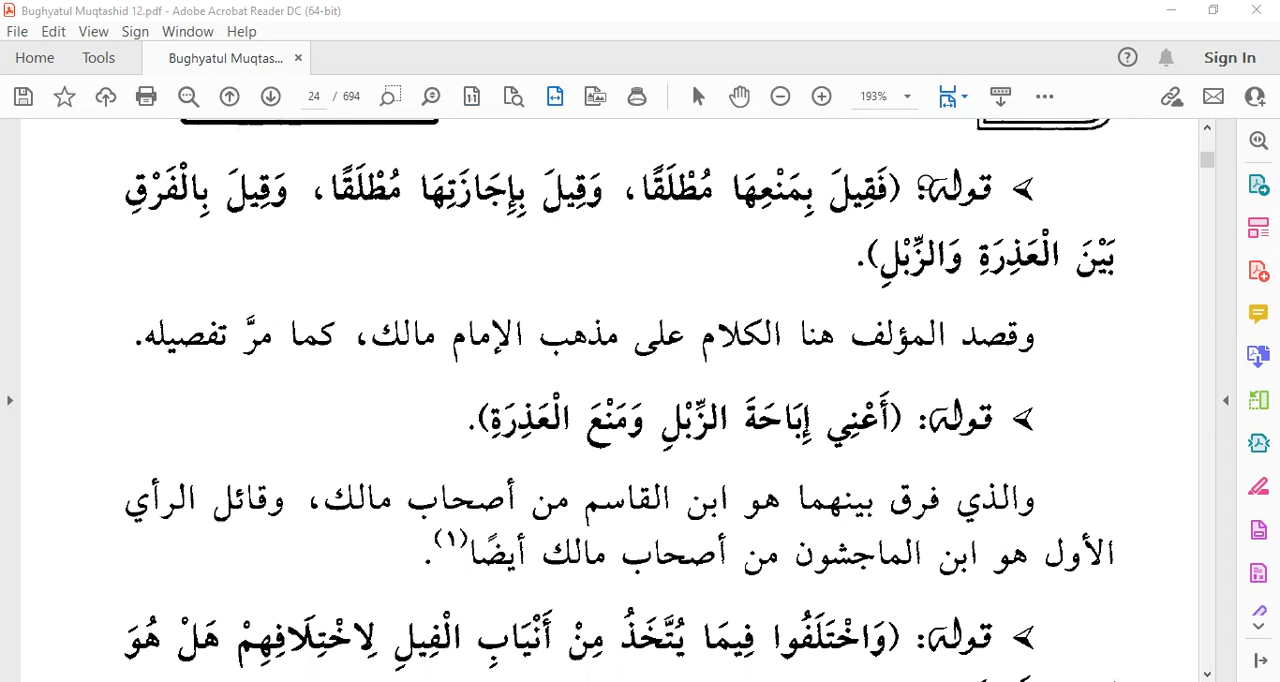 Bughyatul Muqtashid 12.pdf - Adobe Acrobat Reader DC (64-bit)
File Edit View Sign Window Help
Home Tools Bughyatul Muqtas... × Sign In
24 / 694 193%
قوله: (فَقِيلَ بِمَنْعِهَا مُطْلَقًا، وَقِيلَ بِإِجَازَتِهَا مُطْلَقًا، وَقِيلَ بِالْفَرْقِ
بَيْنَ الْعَذِرَةِ وَالزِّبْلِ).
وقصد المؤلف هنا الكلام على مذهب الإمام مالك، كما مرَّ تفصيله.
قوله: (أَعْنِي إِبَاحَةَ الزِّبْلِ وَمَنْعَ الْعَذِرَةِ).
والذي فرق بينهما هو ابن القاسم من أصحاب مالك، وقائل الرأي
الأول هو ابن الماجشون من أصحاب مالك أيضًا(١).
قوله: (وَاخْتَلَفُوا فِيمَا يُتَّخَذُ مِنْ أَنْيَابِ الْفِيلِ لِاخْتِلَافِهِمْ هَلْ هُوَ